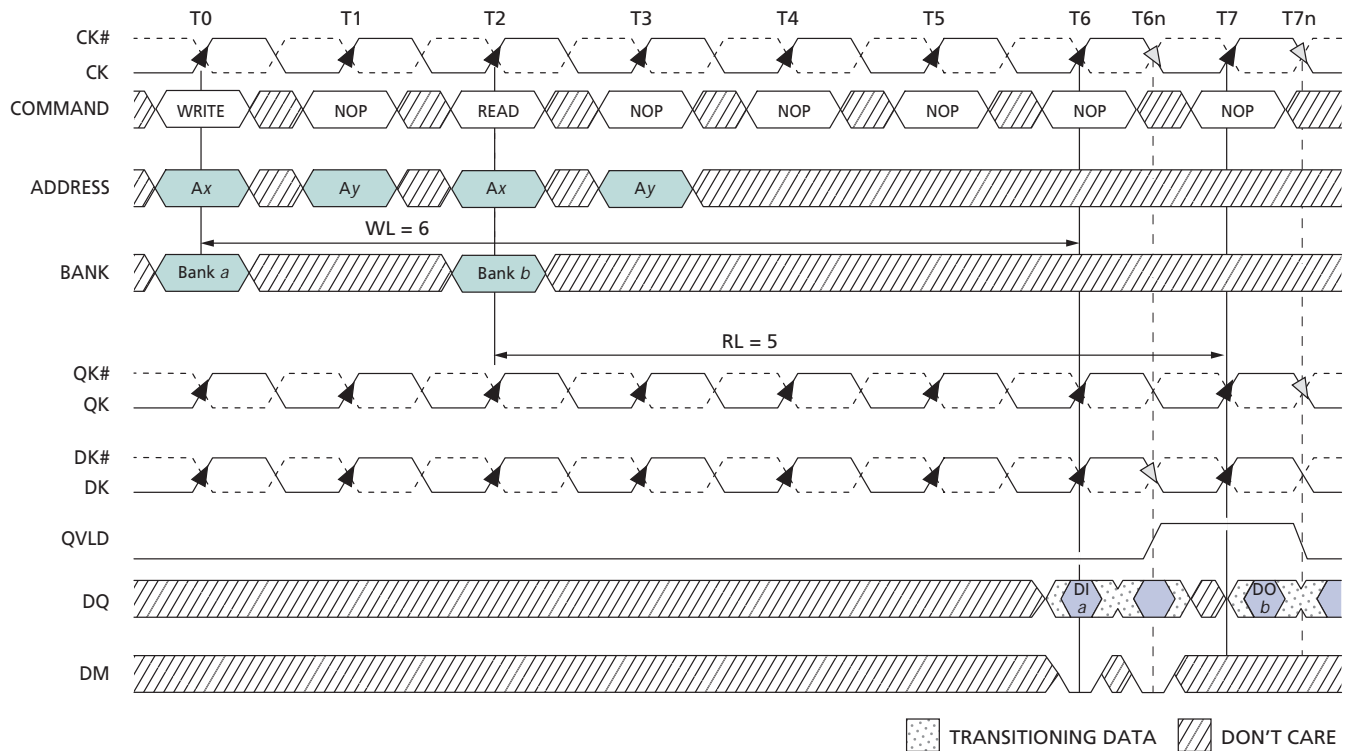 T0 T1 T2 T3 T4 T5 T6 T6n T7 T7n
CK#
CK
COMMAND WRITE NOP READ NOP NOP NOP NOP NOP
ADDRESS Ax Ay Ax Ay
WL = 6
BANK Bank a Bank b
RL = 5
QK#
QK
DK#
DK
QVLD
DQ DI a DO b
DM
TRANSITIONING DATA DON'T CARE